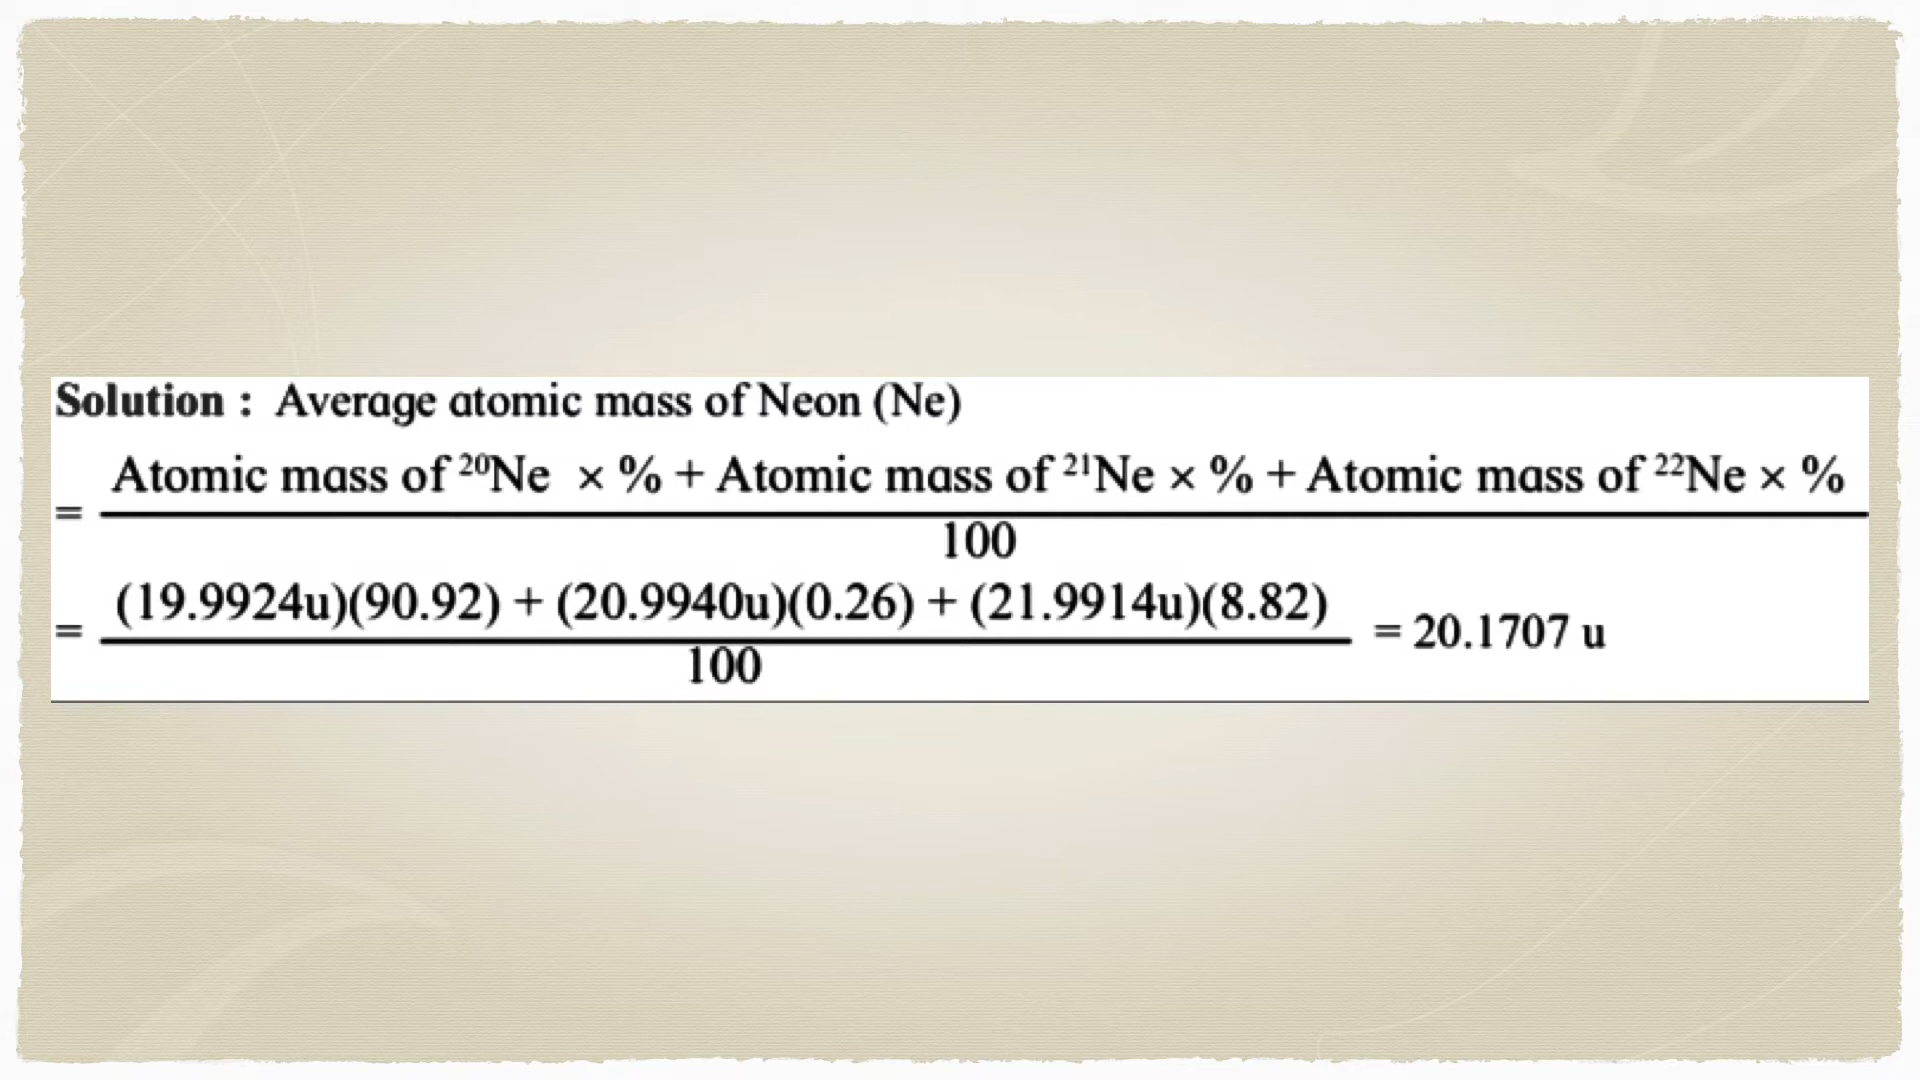 Solution : Average atomic mass of Neon (Ne)
Atomic mass of ²⁰Ne × % + Atomic mass of ²¹Ne × % + Atomic mass of ²²Ne × %
=
100
(19.9924u)(90.92) + (20.9940u)(0.26) + (21.9914u)(8.82)
= = 20.1707 u
100